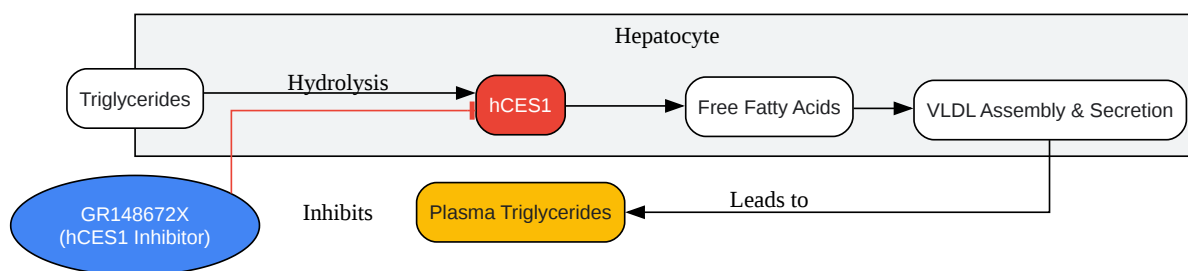 Hepatocyte
Triglycerides
Hydrolysis
hCES1
Free Fatty Acids
VLDL Assembly & Secretion
GR148672X
(hCES1 Inhibitor)
Inhibits
Plasma Triglycerides
Leads to